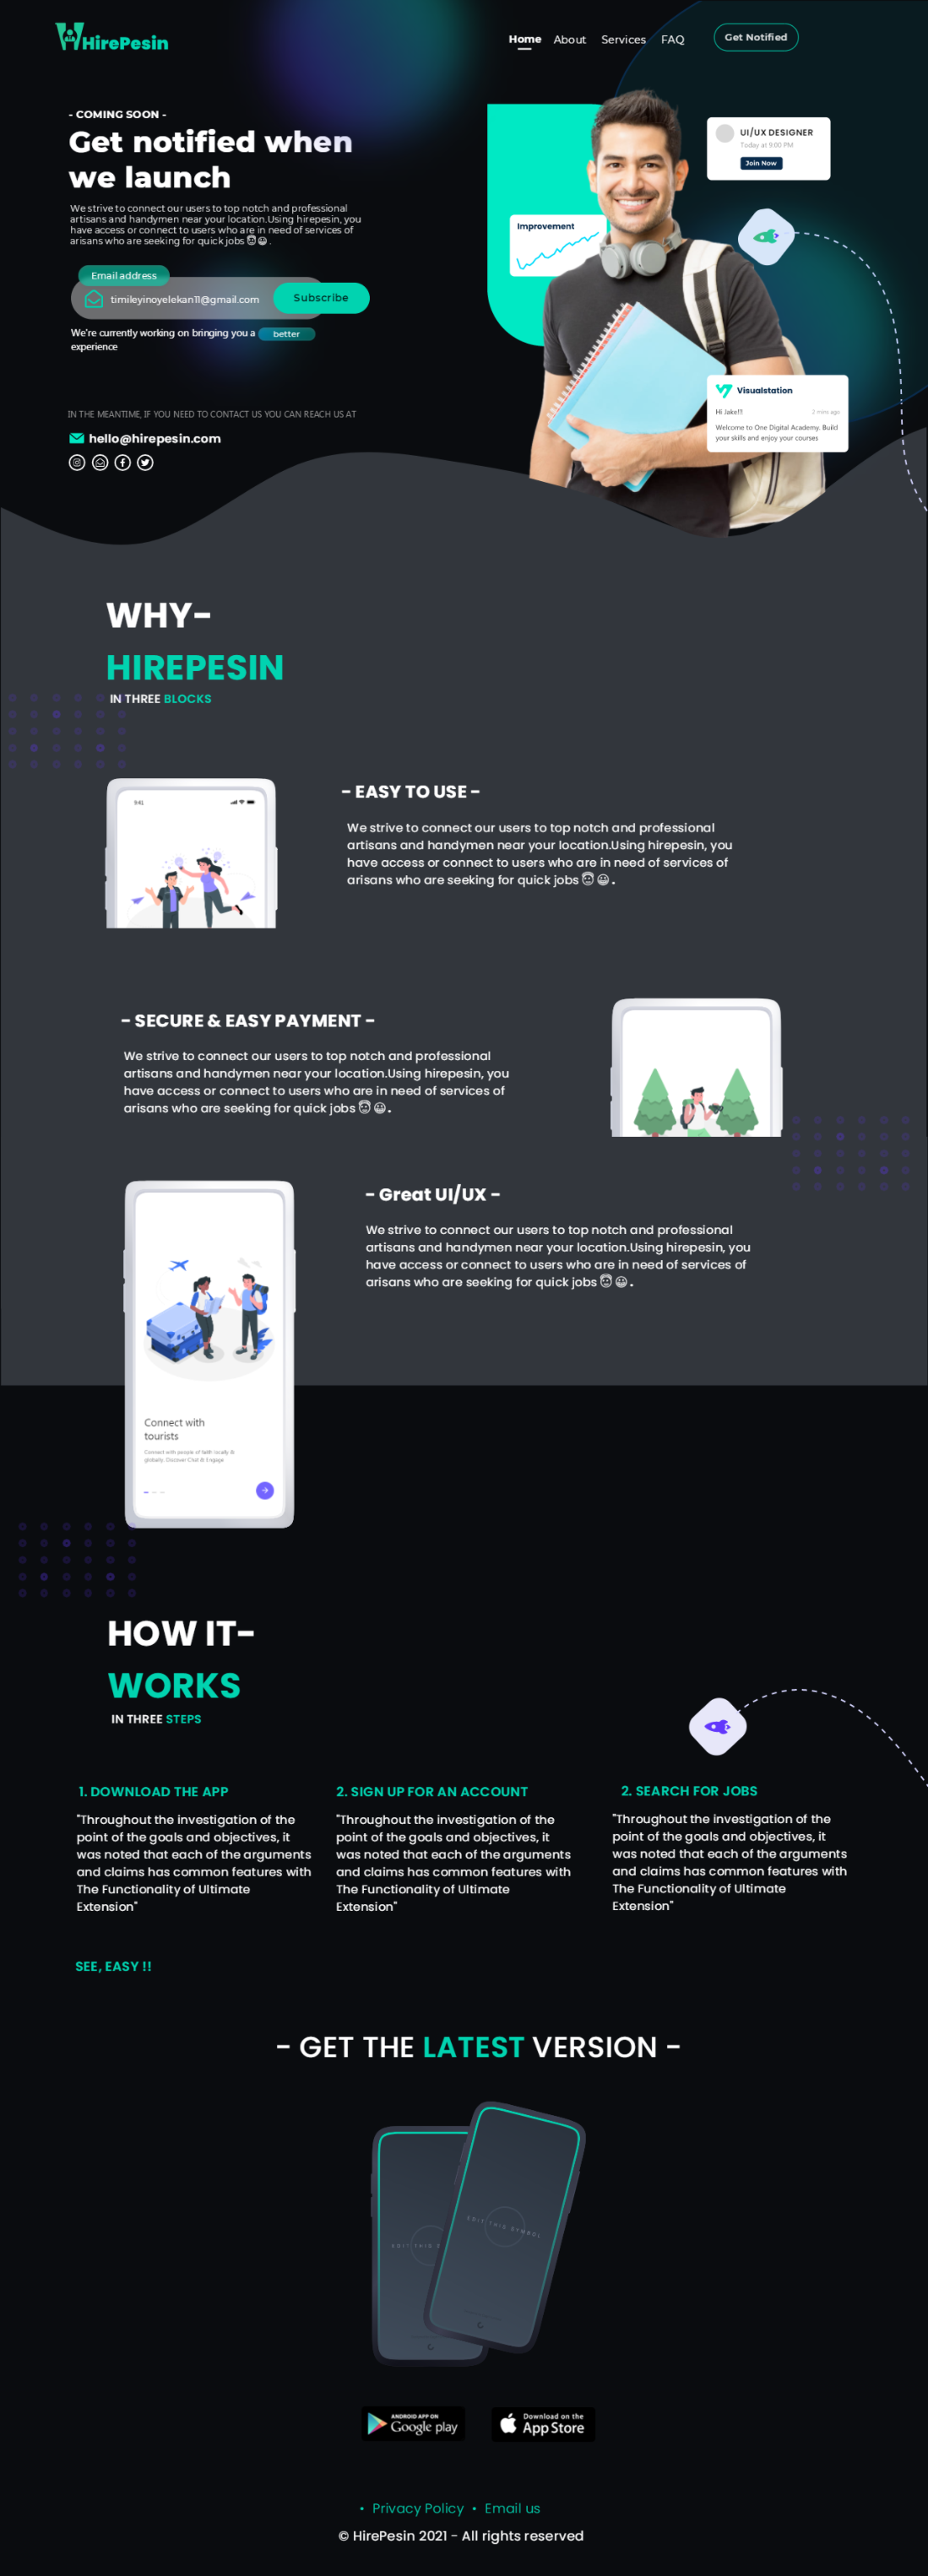 HirePesin
Home About Services FAQ Get Notified
- COMING SOON -
Get notified when
we launch
We strive to connect our users to top notch and professional
artisans and handymen near your location.Using hirepesin, you
have access or connect to users who are in need of services of
arisans who are seeking for quick jobs 😇 😀 .
Email address
timileyinoyelekan11@gmail.com
Subscribe
We're currently working on bringing you a better
experience
IN THE MEANTIME, IF YOU NEED TO CONTACT US YOU CAN REACH US AT
hello@hirepesin.com
UI/UX DESIGNER
Today at 9:00 PM
Join Now
Improvement
Visualstation
Hi Jake!!!
2 mins ago
Welcome to One Digital Academy. Build
your skills and enjoy your courses
WHY-
HIREPESIN
IN THREE BLOCKS
9:41
- EASY TO USE -
We strive to connect our users to top notch and professional
artisans and handymen near your location.Using hirepesin, you
have access or connect to users who are in need of services of
arisans who are seeking for quick jobs 😇 😀 .
- SECURE & EASY PAYMENT -
We strive to connect our users to top notch and professional
artisans and handymen near your location.Using hirepesin, you
have access or connect to users who are in need of services of
arisans who are seeking for quick jobs 😇 😀 .
- Great UI/UX -
We strive to connect our users to top notch and professional
artisans and handymen near your location.Using hirepesin, you
have access or connect to users who are in need of services of
arisans who are seeking for quick jobs 😇 😀 .
Connect with
tourists
Connect with people of
globally. Discover Chat & Engage
HOW IT-
WORKS
IN THREE STEPS
1. DOWNLOAD THE APP
"Throughout the investigation of the
point of the goals and objectives, it
was noted that each of the arguments
and claims has common features with
The Functionality of Ultimate
Extension"
2. SIGN UP FOR AN ACCOUNT
"Throughout the investigation of the
point of the goals and objectives, it
was noted that each of the arguments
and claims has common features with
The Functionality of Ultimate
Extension"
2. SEARCH FOR JOBS
"Throughout the investigation of the
point of the goals and objectives, it
was noted that each of the arguments
and claims has common features with
The Functionality of Ultimate
Extension"
SEE, EASY !!
- GET THE LATEST VERSION -
EDIT THIS S
EDIT THIS SYMBOL
ANDROID APP ON
Google play
Download on the
App Store
• Privacy Policy • Email us
© HirePesin 2021 - All rights reserved